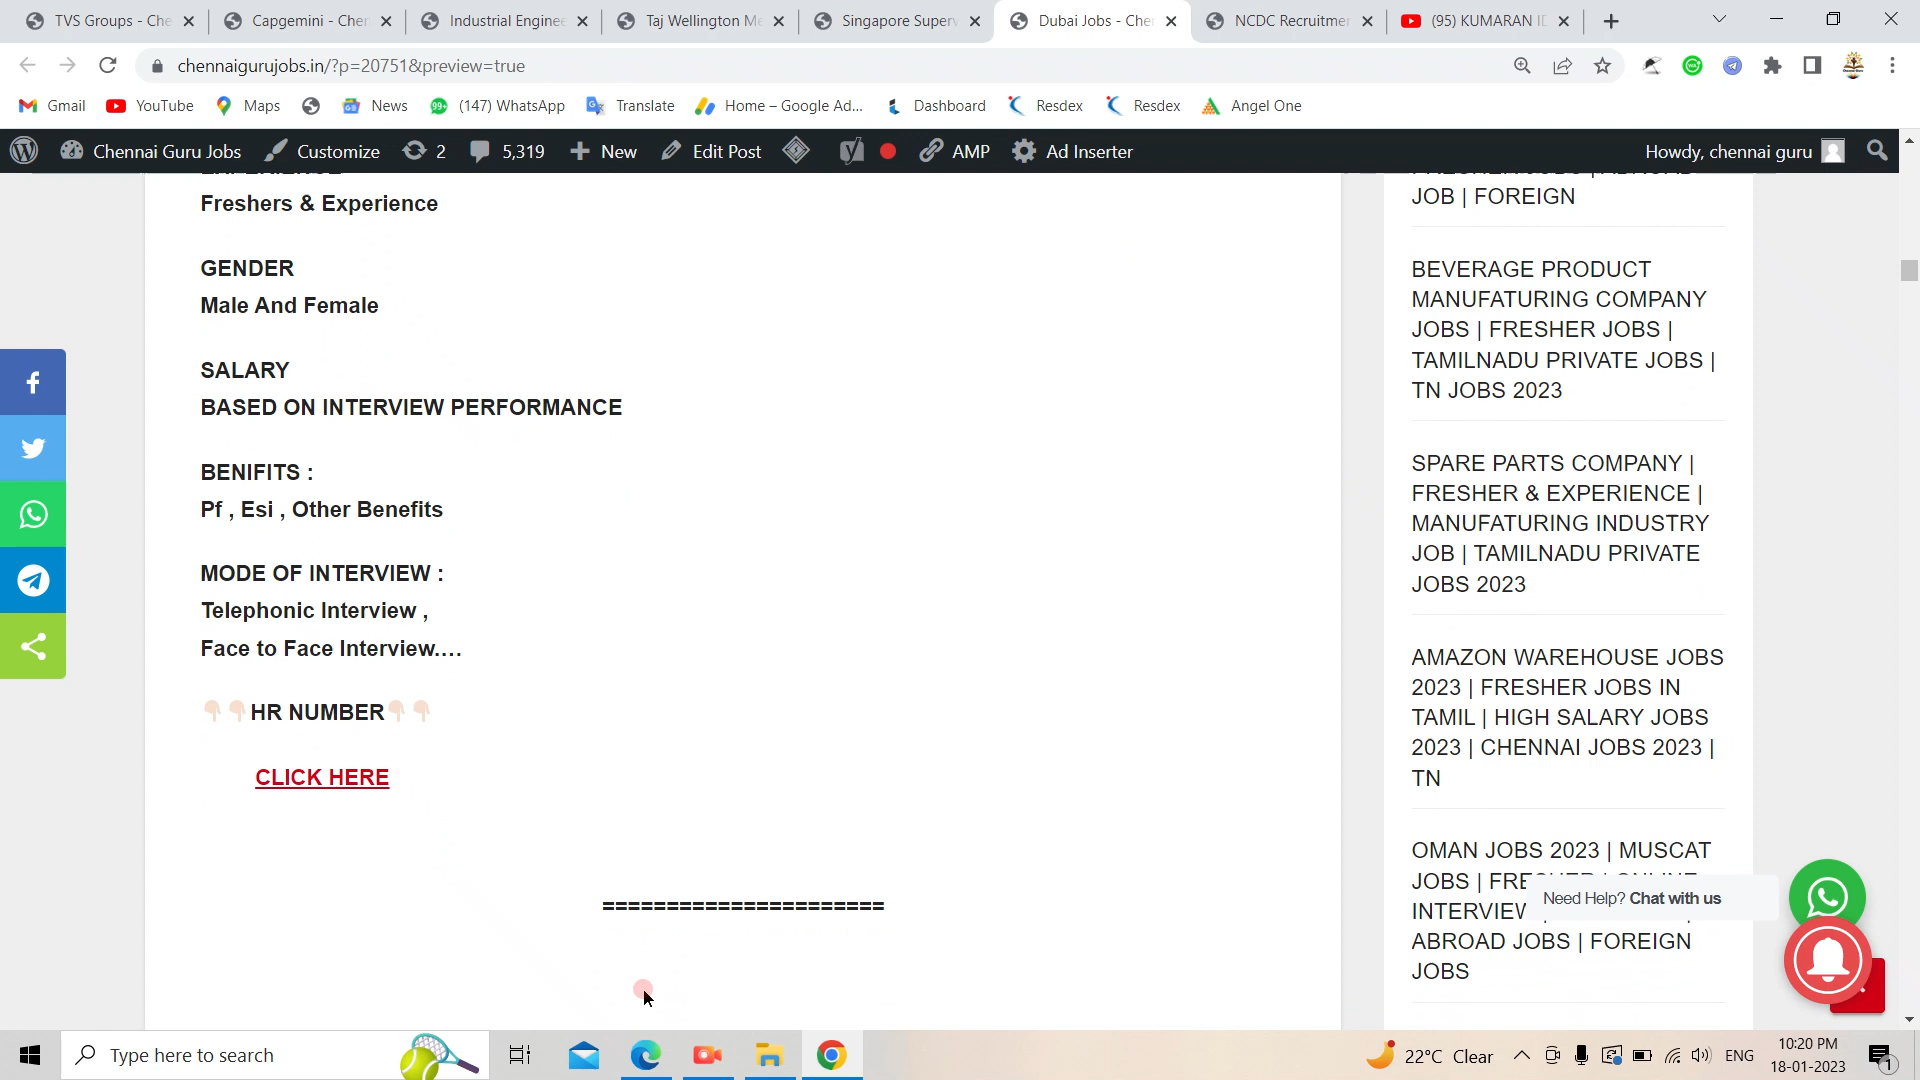 TVS Groups - Che
Capgemini - Che
Industrial Engine
Taj Wellington M
Singapore Superv
Dubai Jobs - Che
NCDC Recruitme
(95) KUMARAN
chennaigurujobs.in/?p=20751&preview=true
Gmail
YouTube
Maps
News
(147) WhatsApp
Translate
Home – Google Ad...
Dashboard
Resdex
Resdex
Angel One
Chennai Guru Jobs
Customize
2
5,319
New
Edit Post
AMP
Ad Inserter
Howdy, chennai guru
EXPERIENCE
Freshers & Experience
GENDER
Male And Female
SALARY
BASED ON INTERVIEW PERFORMANCE
BENIFITS :
Pf , Esi , Other Benefits
MODE OF INTERVIEW :
Telephonic Interview ,
Face to Face Interview….
👇🏻👇🏻HR NUMBER👇🏻👇🏻
CLICK HERE
======================
JOB | FOREIGN
BEVERAGE PRODUCT
MANUFATURING COMPANY
JOBS | FRESHER JOBS |
TAMILNADU PRIVATE JOBS |
TN JOBS 2023
SPARE PARTS COMPANY |
FRESHER & EXPERIENCE |
MANUFATURING INDUSTRY
JOB | TAMILNADU PRIVATE
JOBS 2023
AMAZON WAREHOUSE JOBS
2023 | FRESHER JOBS IN
TAMIL | HIGH SALARY JOBS
2023 | CHENNAI JOBS 2023 |
TN
OMAN JOBS 2023 | MUSCAT
JOBS |
INTERVIEW
ABROAD JOBS | FOREIGN
JOBS
Need Help? Chat with us
Type here to search
22°C Clear
ENG
10:20 PM
18-01-2023
1